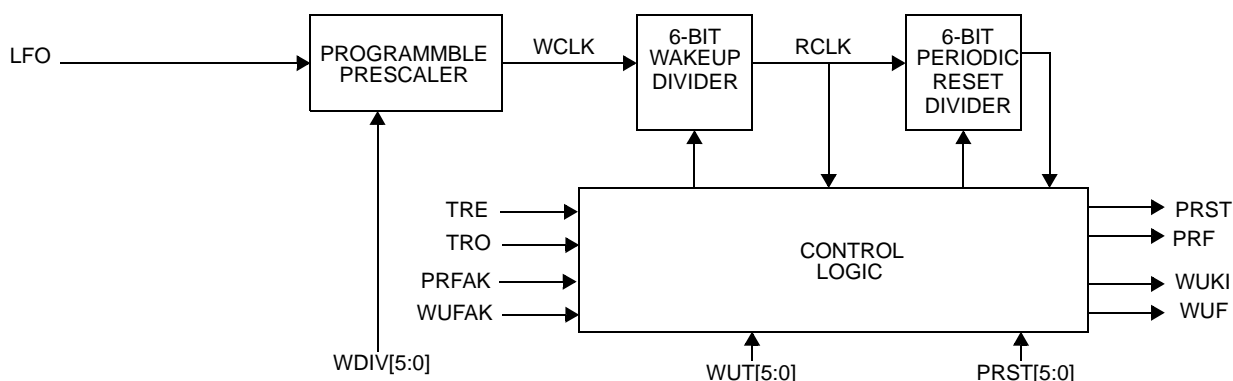 LFO
PROGRAMMBLE
PRESCALER
WCLK
6-BIT
WAKEUP
DIVIDER
RCLK
6-BIT
PERIODIC
RESET
DIVIDER
TRE
TRO
PRFAK
WUFAK
CONTROL
LOGIC
PRST
PRF
WUKI
WUF
WDIV[5:0]
WUT[5:0]
PRST[5:0]